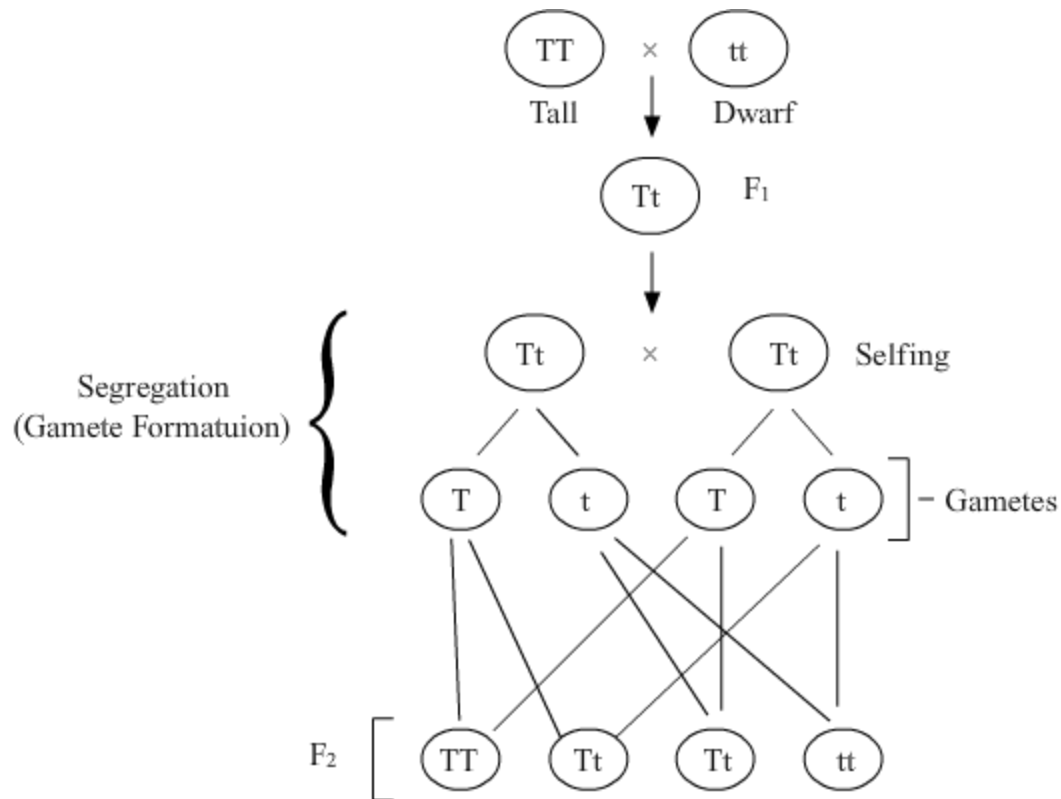 TT × tt
Tall Dwarf
Tt F₁
Tt × Tt Selfing
Segregation
(Gamete Formatuion)
T t T t – Gametes
F₂ TT Tt Tt tt